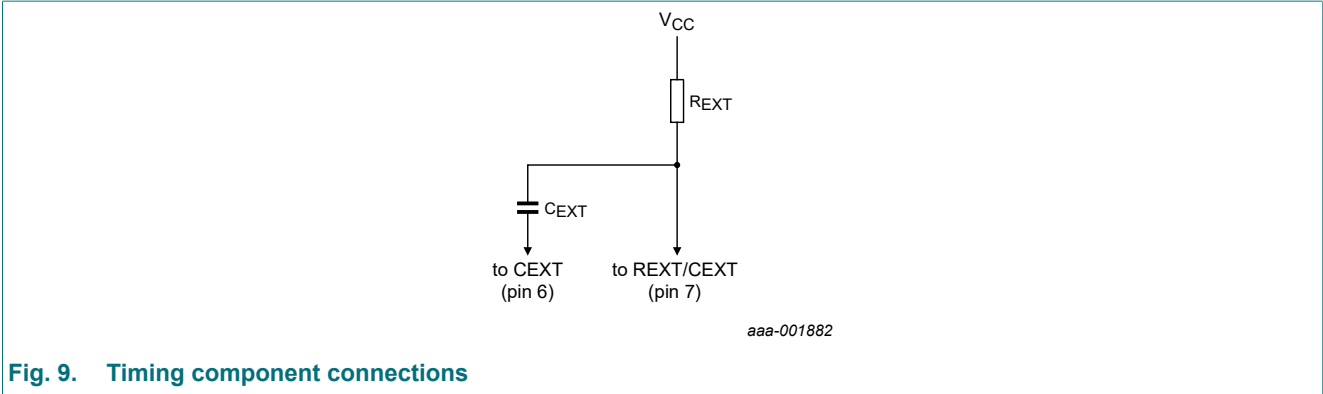 VCC
REXT
CEXT
to CEXT
(pin 6)
to REXT/CEXT
(pin 7)
aaa-001882
Fig. 9. Timing component connections